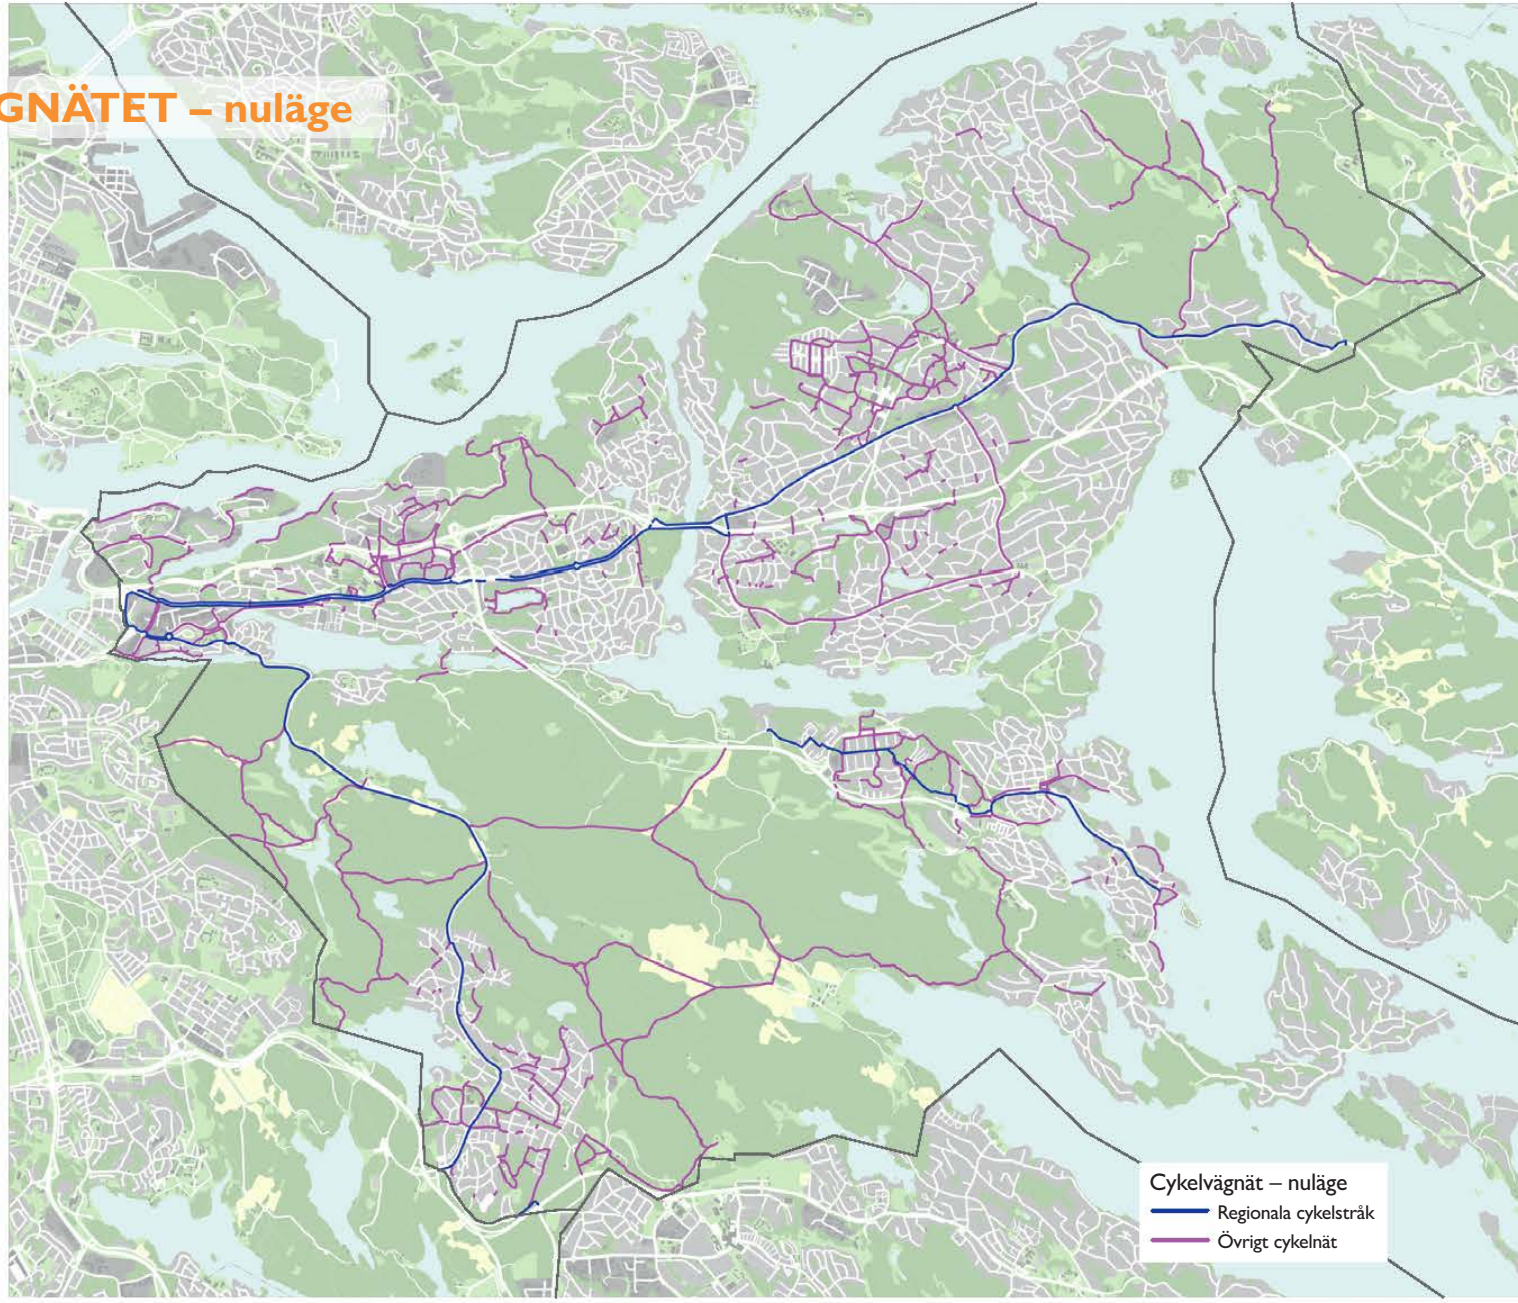 GNÄTET – nuläge
Cykelvägnät – nuläge
Regionala cykelstråk
Övrigt cykelnät